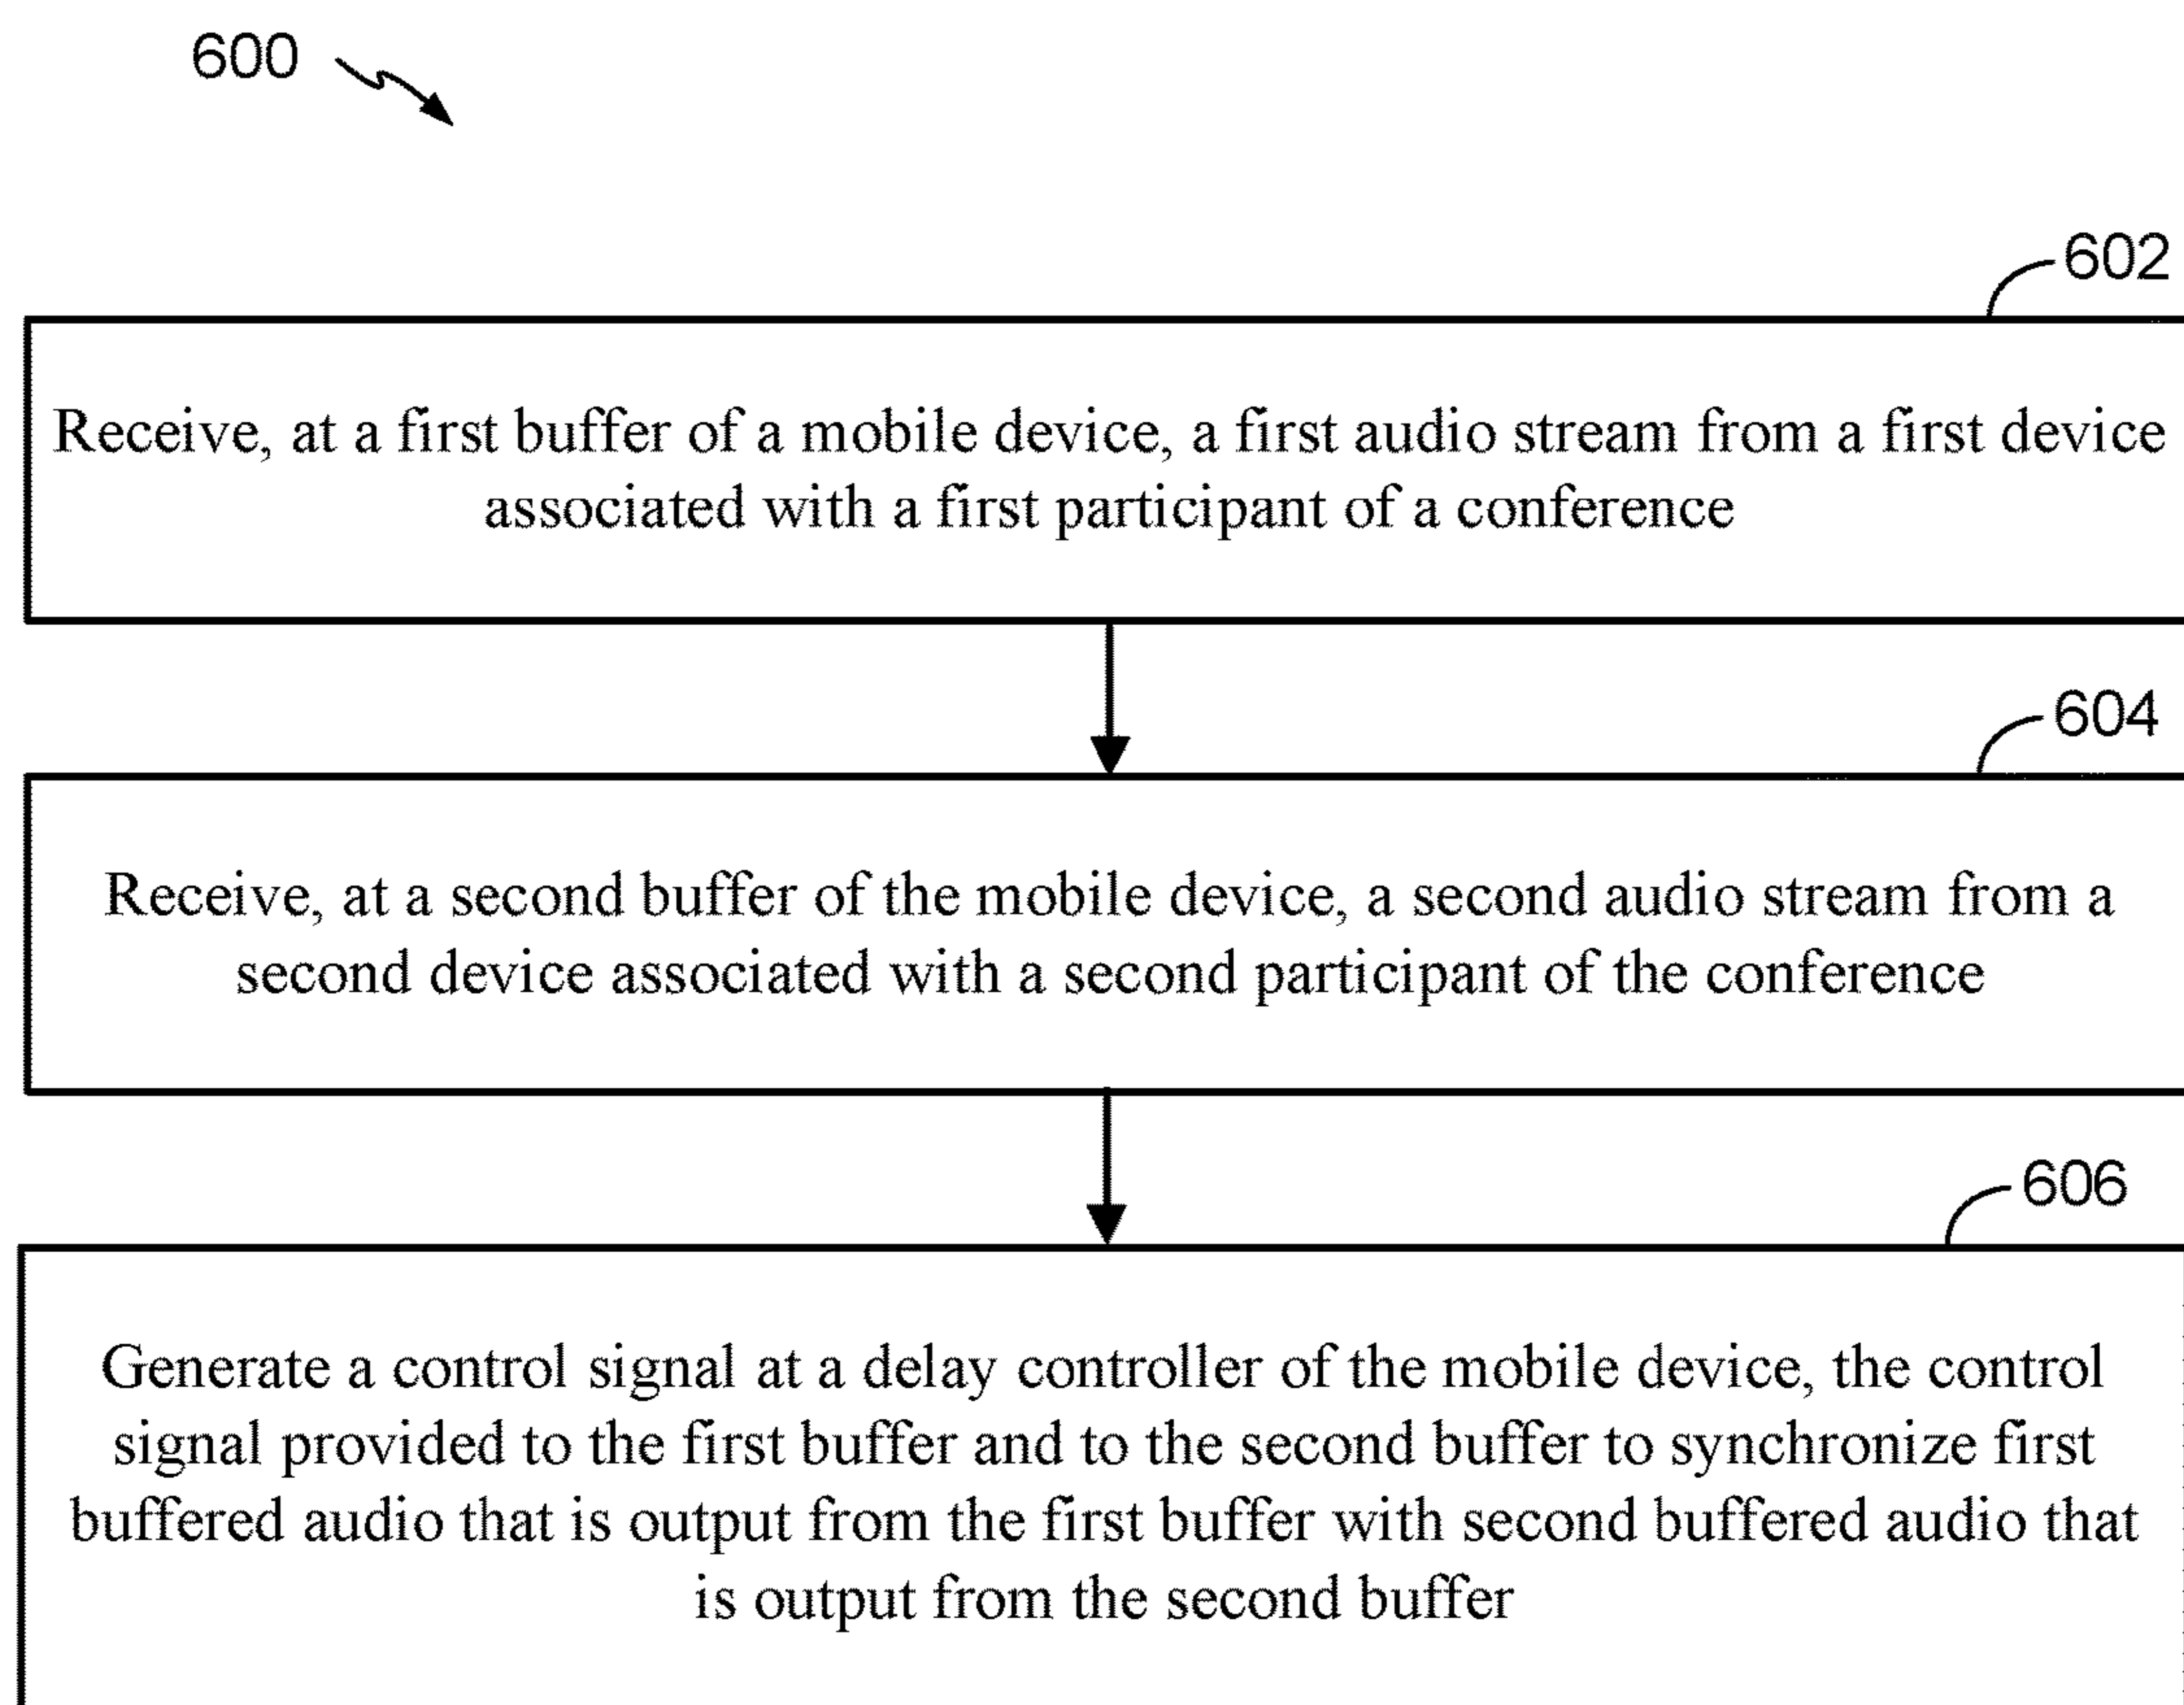 600
602
Receive, at a first buffer of a mobile device, a first audio stream from a first device
associated with a first participant of a conference
604
Receive, at a second buffer of the mobile device, a second audio stream from a
second device associated with a second participant of the conference
606
Generate a control signal at a delay controller of the mobile device, the control
signal provided to the first buffer and to the second buffer to synchronize first
buffered audio that is output from the first buffer with second buffered audio that
is output from the second buffer